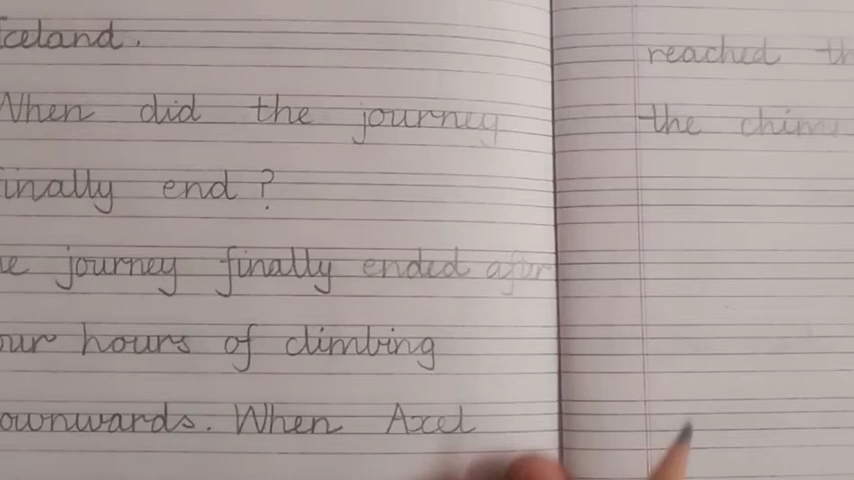 celand.
When did the journey
inally end?
e journey finally ended after
our hours of climbing
ownwards. When Axel
reached th
the chim